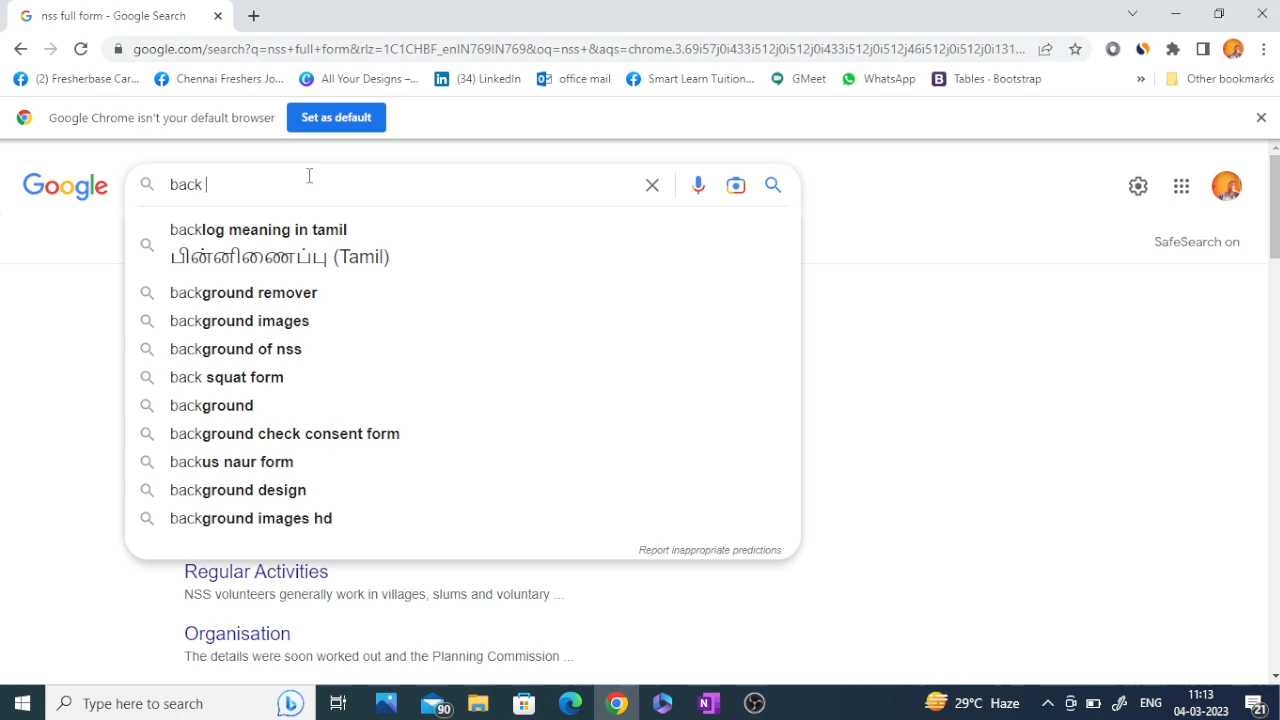 nss full form - Google Search
google.com/search?q=nss+full+form&rlz=1C1CHBF_enIN769IN769&oq=nss+&aqs=chrome.3.69i57j0i433i512j0i512j0i433i512j0i512j46i512j0i512j0i131...
(2) Fresherbase Car... Chennai Freshers Jo... All Your Designs –... (34) LinkedIn office mail Smart Learn Tuition... GMeet WhatsApp Tables · Bootstrap » Other bookmarks
Google Chrome isn't your default browser Set as default
Google back
SafeSearch on
backlog meaning in tamil
பின்னிணைப்பு (Tamil)
background remover
background images
background of nss
back squat form
background
background check consent form
backus naur form
background design
background images hd
Report inappropriate predictions
Regular Activities
NSS volunteers generally work in villages, slums and voluntary ...
Organisation
The details were soon worked out and the Planning Commission ...
Type here to search 90 29°C Haze ENG 11:13
04-03-2023 21